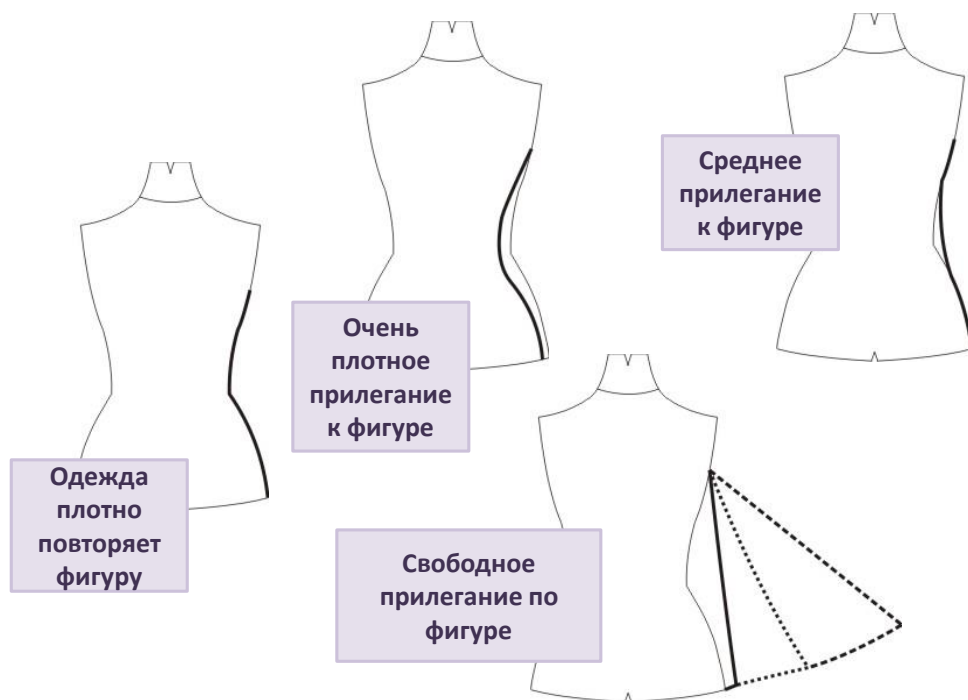 Среднее
прилегание
к фигуре
Очень
плотное
прилегание
к фигуре
Одежда
плотно
повторяет
фигуру
Свободное
прилегание по
фигуре